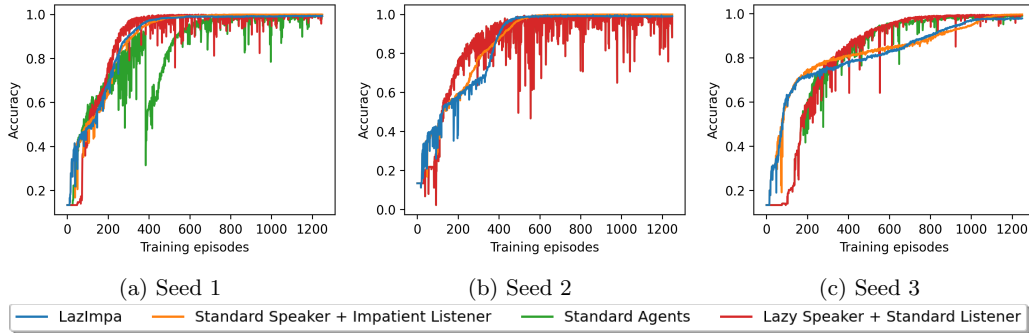 1.0
0.8
0.6
0.4
0.2
Accuracy
0 200 400 600 800 1000 1200
Training episodes
(a) Seed 1
1.0
0.8
0.6
0.4
0.2
0.0
Accuracy
0 200 400 600 800 1000 1200
Training episodes
(b) Seed 2
1.0
0.8
0.6
0.4
0.2
Accuracy
0 200 400 600 800 1000 1200
Training episodes
(c) Seed 3
LazImpa Standard Speaker + Impatient Listener Standard Agents Lazy Speaker + Standard Listener